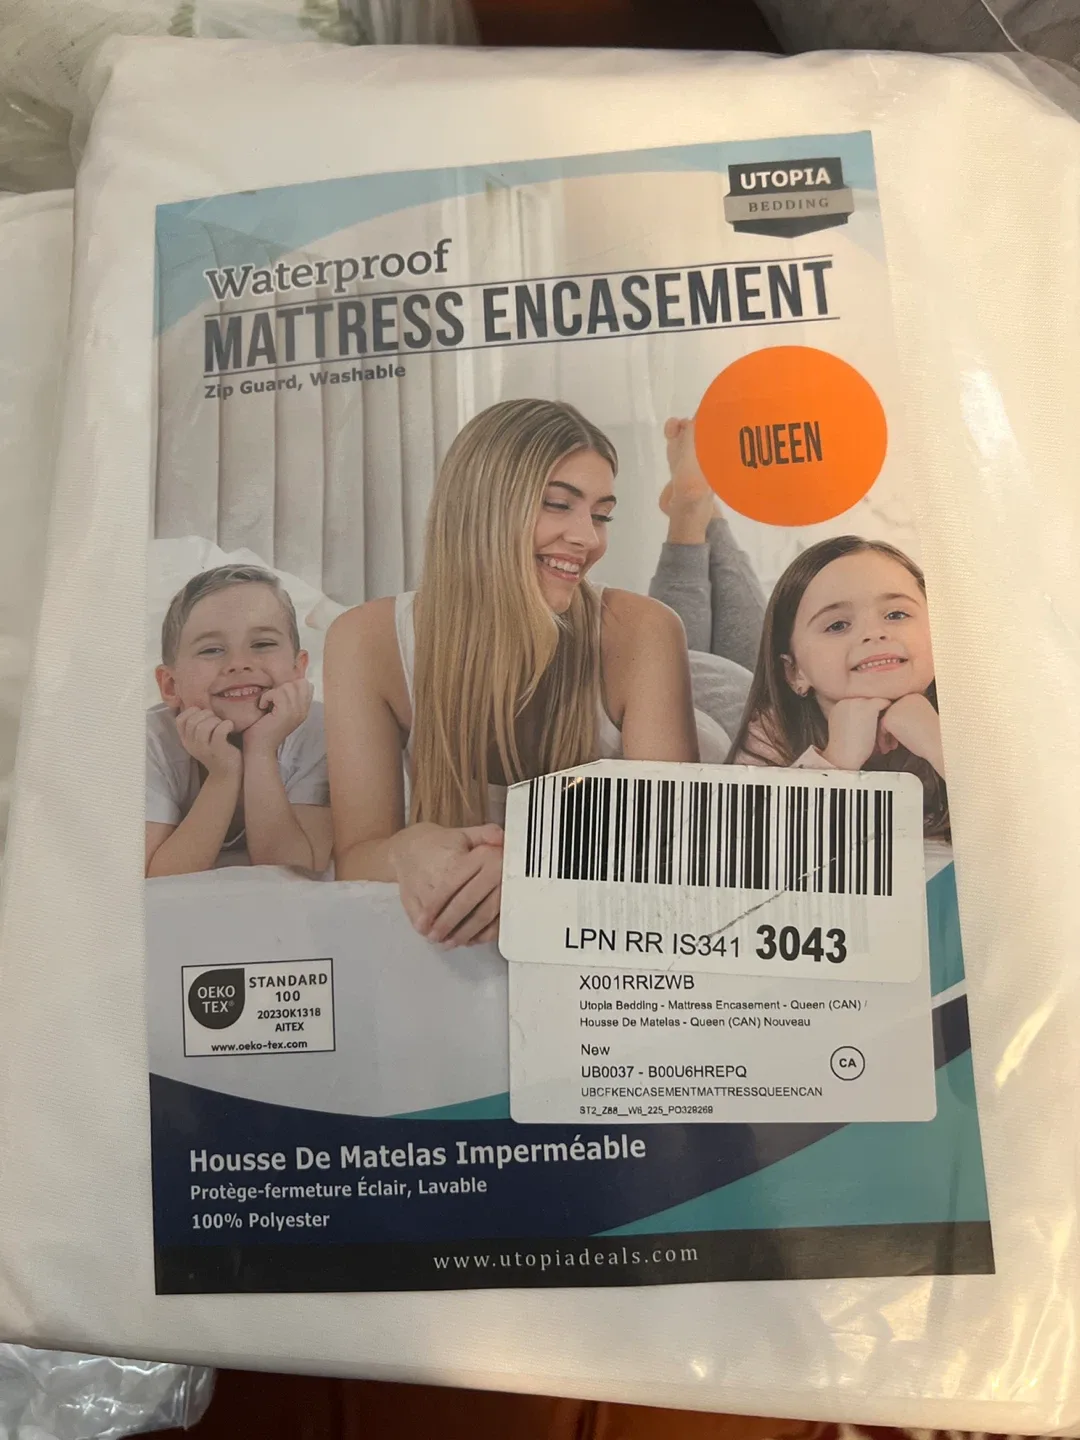 UTOPIA
BEDDING
Waterproof
MATTRESS ENCASEMENT
Zip Guard, Washable
QUEEN
LPN RR IS341 3043
X001RRIZWB
Utopia Bedding - Mattress Encasement - Queen (CAN) /
Housse De Matelas - Queen (CAN) Nouveau
New
UB0037 - B00U6HREPQ
CA
UBCFKENCASEMENTMATTRESSQUEENCAN
ST2_Z88__W6_225_PO329269
OEKO
TEX®
STANDARD
100
2023OK1318
AITEX
www.oeko-tex.com
Housse De Matelas Imperméable
Protège-fermeture Éclair, Lavable
100% Polyester
www.utopiadeals.com